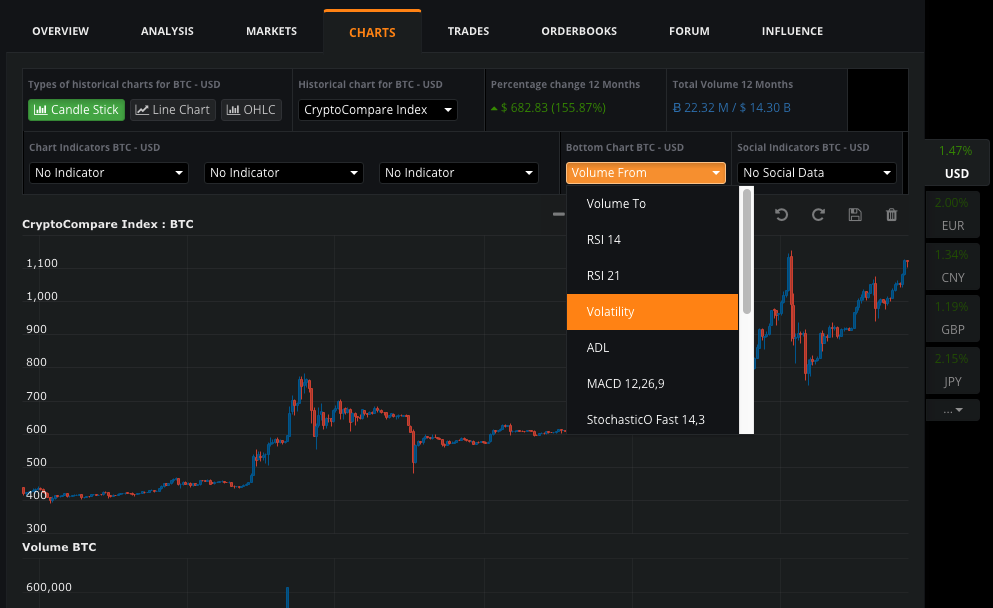 OVERVIEW ANALYSIS MARKETS CHARTS TRADES ORDERBOOKS FORUM INFLUENCE
Types of historical charts for BTC - USD Historical chart for BTC - USD Percentage change 12 Months Total Volume 12 Months
Candle Stick Line Chart OHLC CryptoCompare Index $ 682.83 (155.87%) Ƀ 22.32 M / $ 14.30 B
Chart Indicators BTC - USD Bottom Chart BTC - USD Social Indicators BTC - USD
No Indicator No Indicator No Indicator Volume From No Social Data
Volume To
RSI 14
RSI 21
Volatility
ADL
MACD 12,26,9
StochasticO Fast 14,3
1.47%
USD
2.00%
EUR
1.34%
CNY
1.19%
GBP
2.15%
JPY
...
CryptoCompare Index : BTC
1,100
1,000
900
800
700
600
500
400
300
Volume BTC
600,000